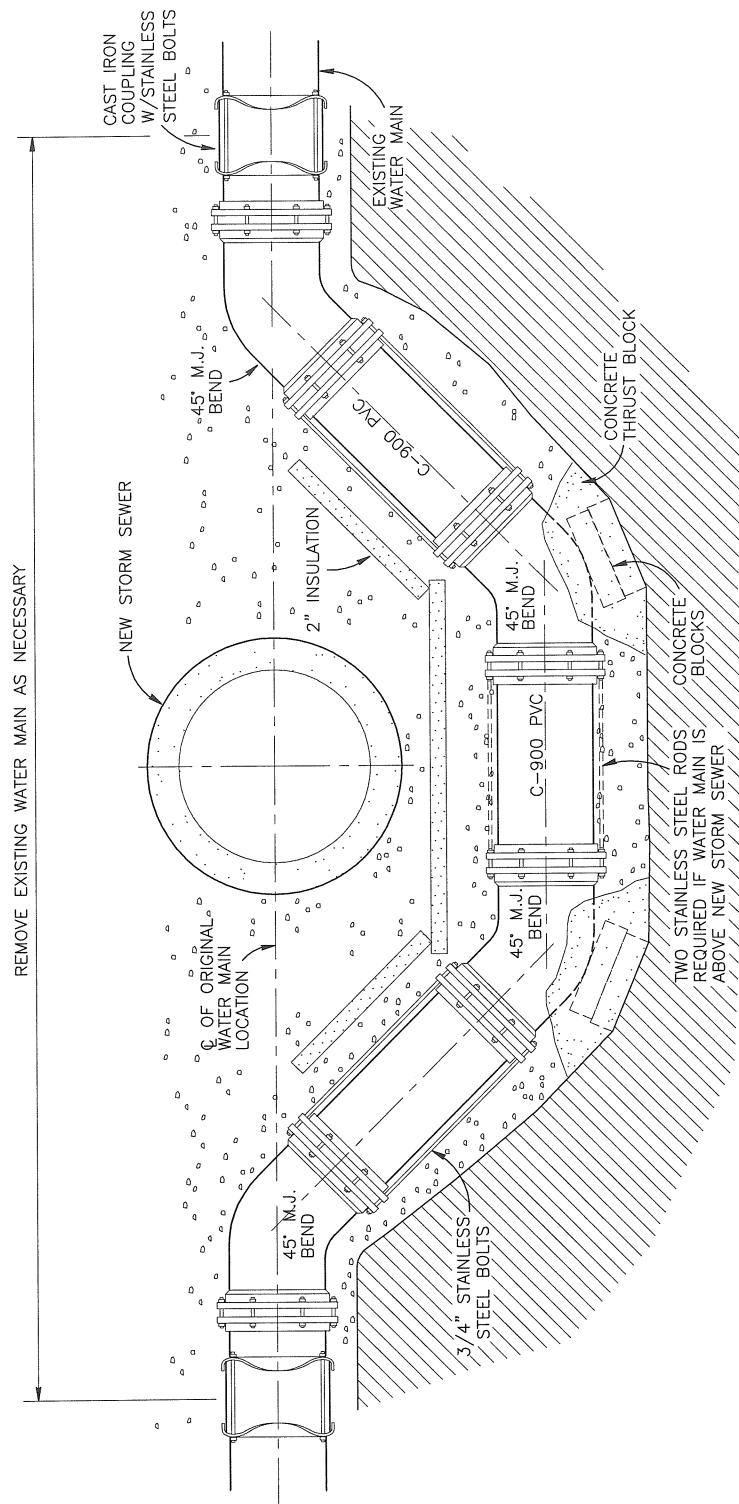 REMOVE EXISTING WATER MAIN AS NECESSARY
CAST IRON
COUPLING
W/STAINLESS
STEEL BOLTS
NEW STORM SEWER
EXISTING
WATER MAIN
45° M.J.
BEND
C-900 PVC
2" INSULATION
℄ OF ORIGINAL
WATER MAIN
LOCATION
CONCRETE
THRUST BLOCK
45° M.J.
BEND
C-900 PVC
45° M.J.
BEND
45° M.J.
BEND
CONCRETE
BLOCKS
TWO STAINLESS STEEL RODS
REQUIRED IF WATER MAIN IS
ABOVE NEW STORM SEWER
3/4" STAINLESS
STEEL BOLTS